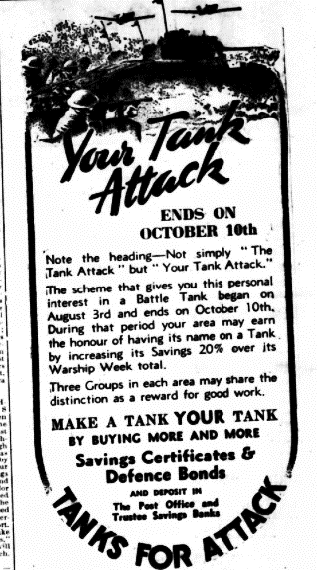 Your Tank
Attack
ENDS ON
OCTOBER 10th
Note the heading—Not simply "The
Tank Attack" but "Your Tank Attack."
The scheme that gives you this personal
interest in a Battle Tank began on
August 3rd and ends on October 10th.
During that period your area may earn
the honour of having its name on a Tank
by increasing its Savings 20% over its
Warship Week total.
Three Groups in each area may share the
distinction as a reward for good work.
MAKE A TANK YOUR TANK
BY BUYING MORE AND MORE
Savings Certificates &
Defence Bonds
AND DEPOSIT IN
The Post Office and
Trustee Savings Banks
TANKS FOR ATTACK